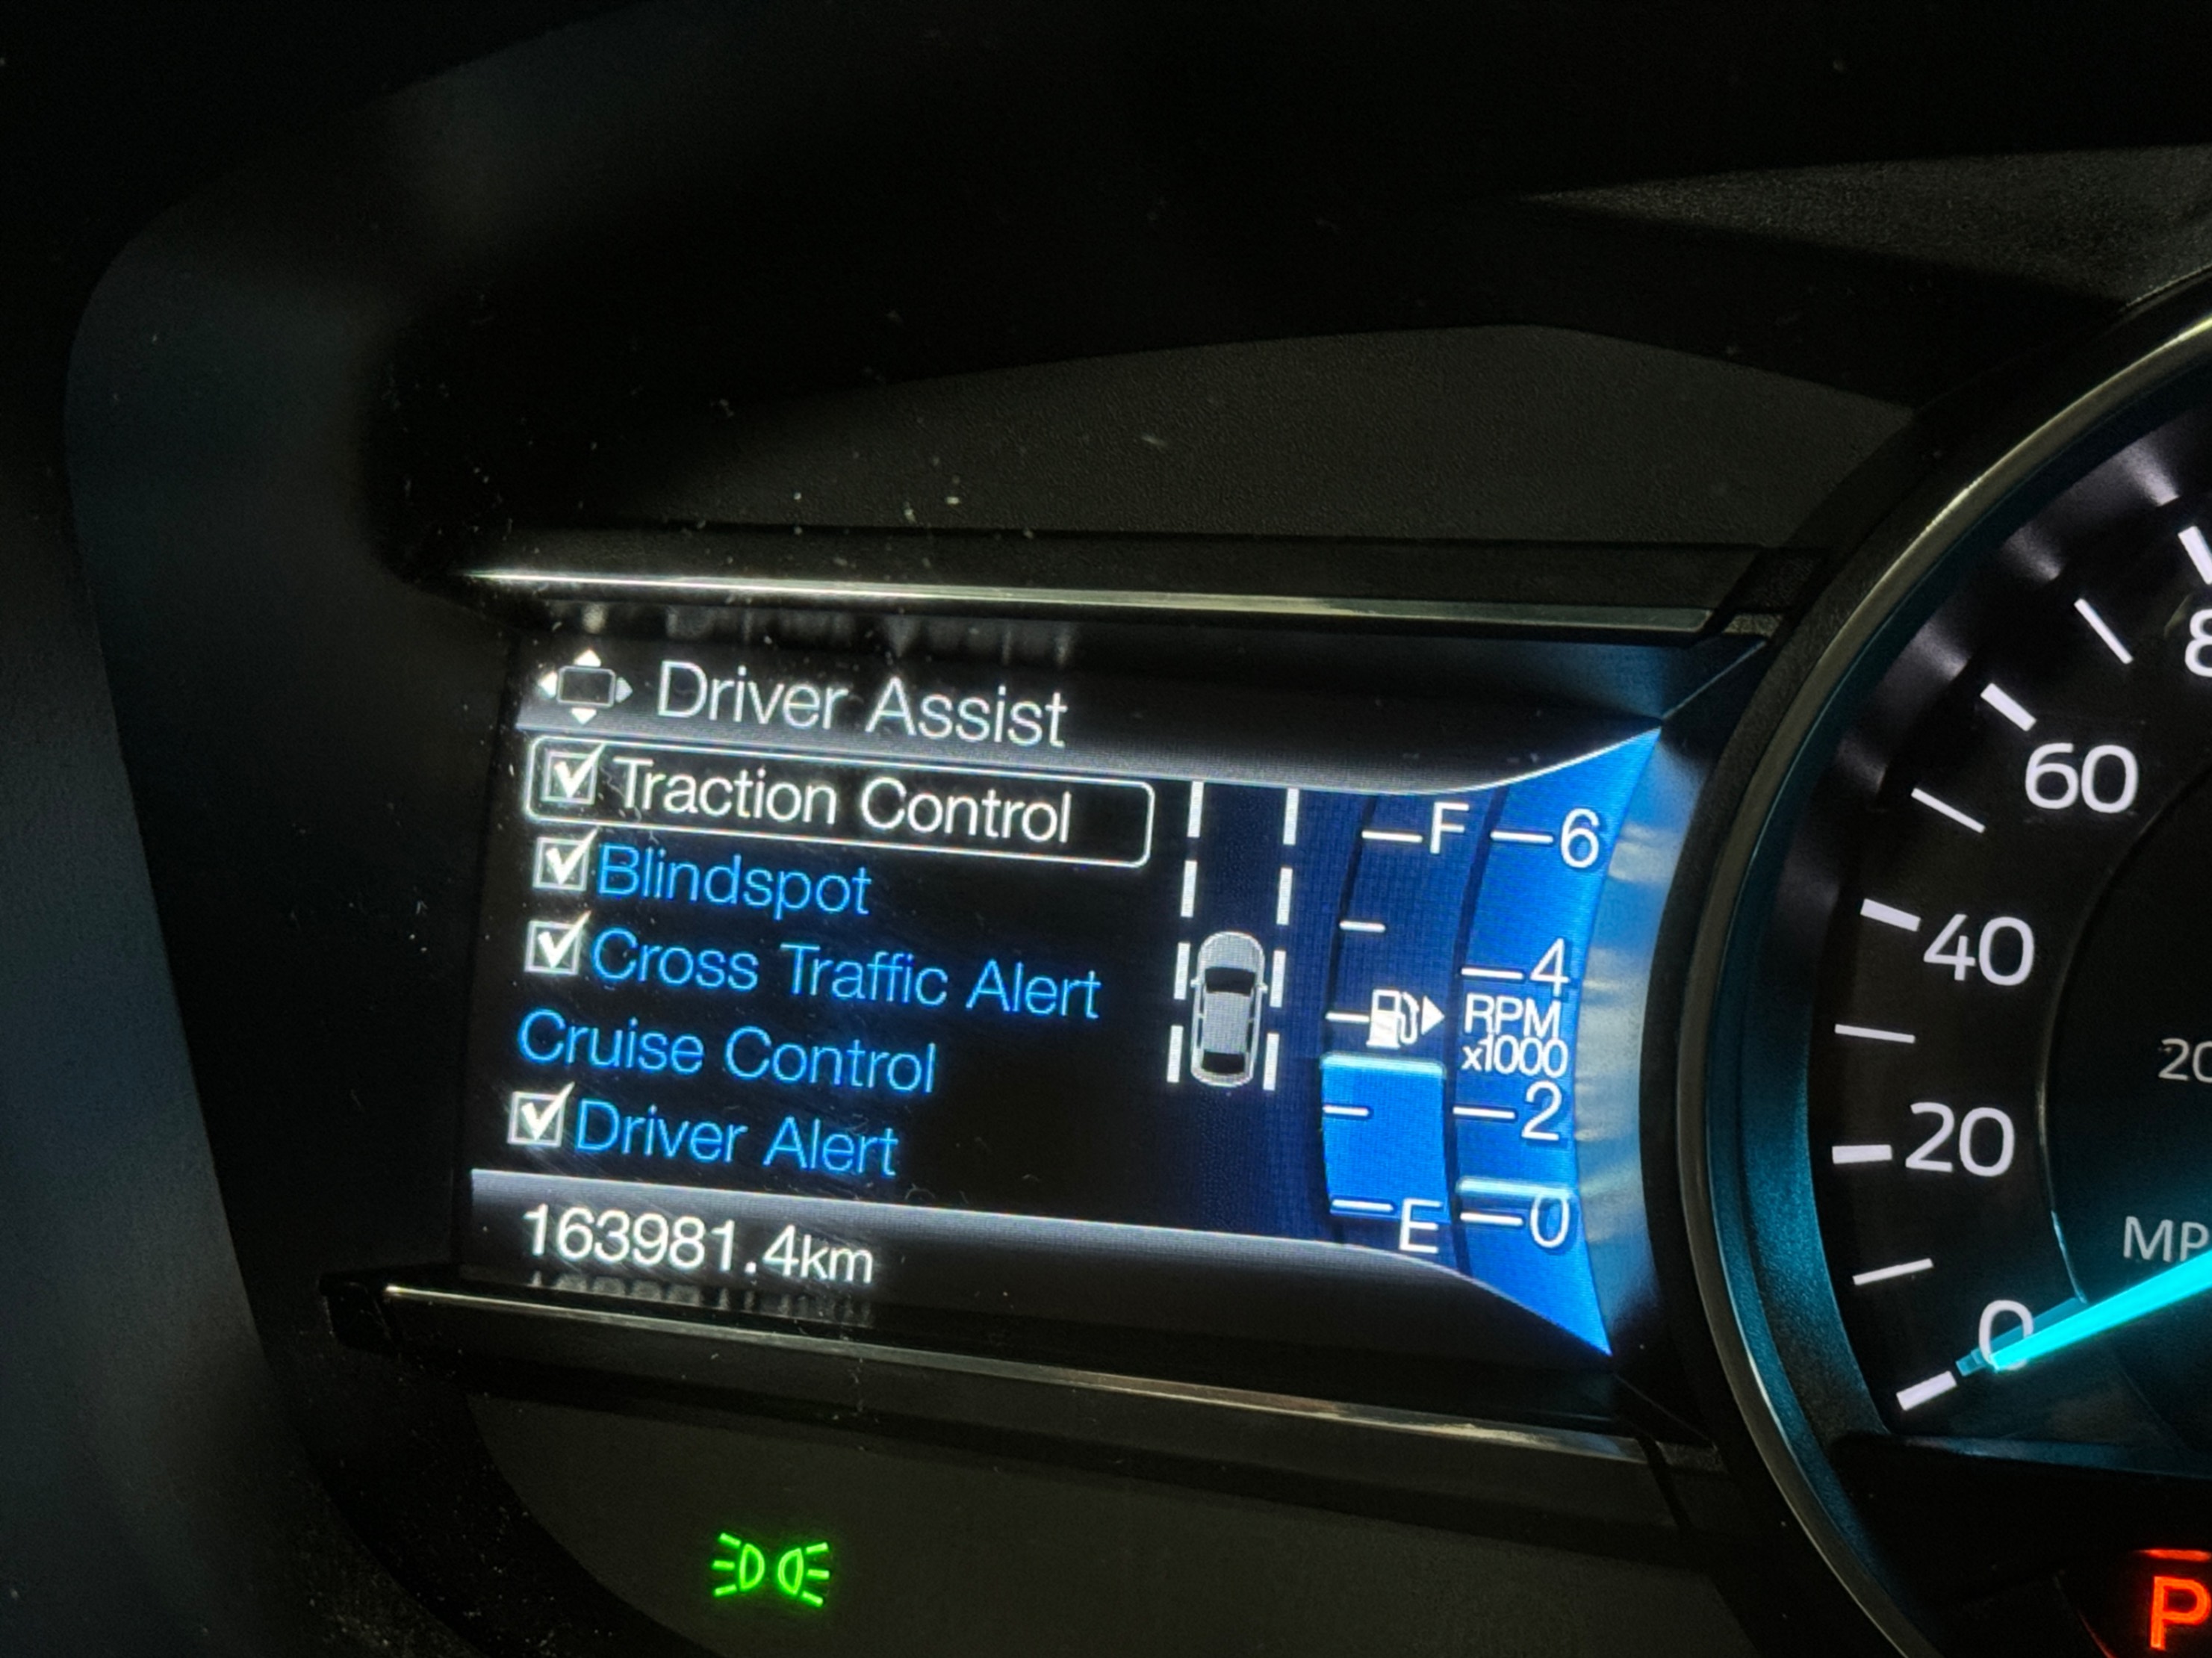 Driver Assist
Traction Control
Blindspot
Cross Traffic Alert
Cruise Control
Driver Alert
163981.4km
F
E
6
4
RPM
x1000
2
0
60
40
20
0
P